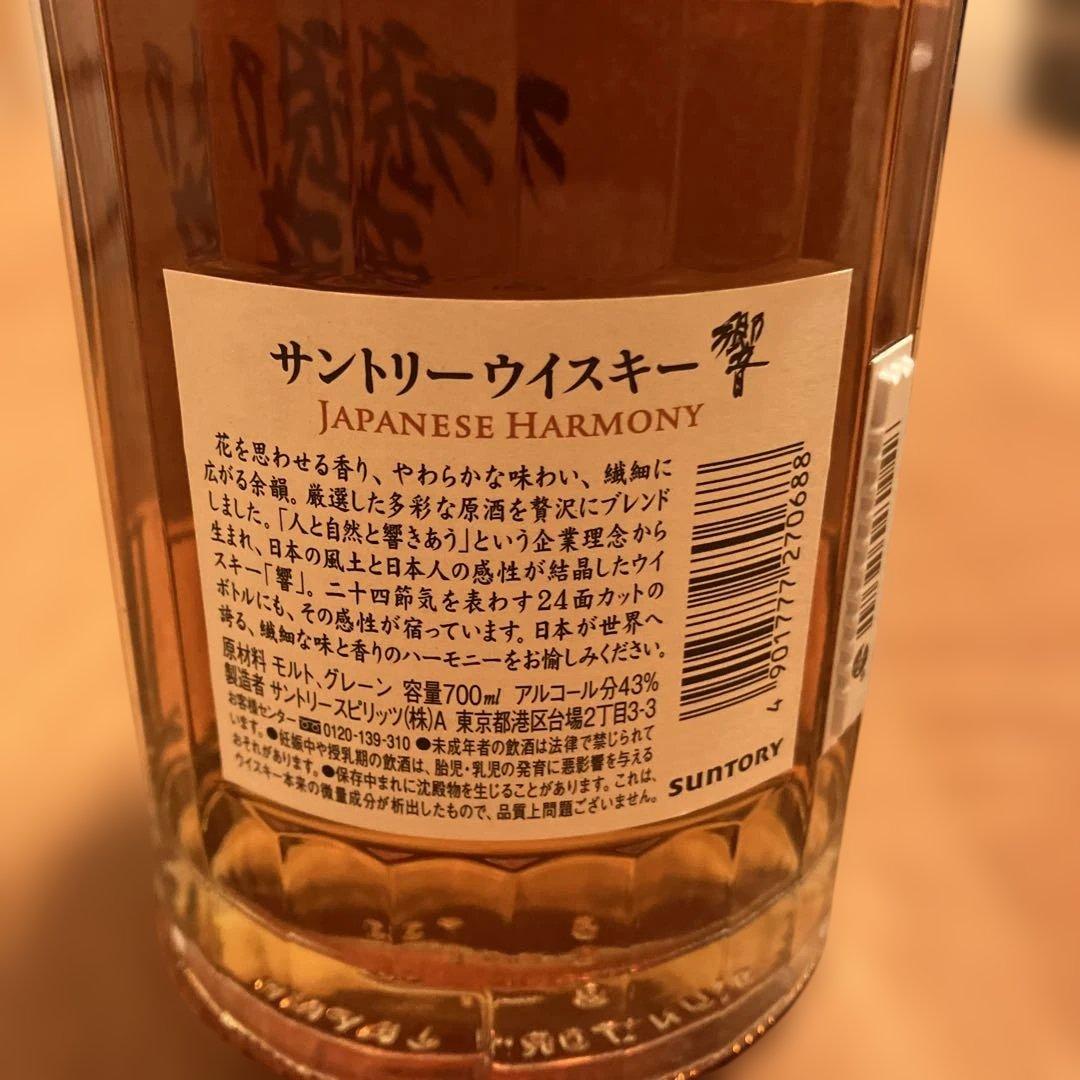 サントリーウイスキー 響
JAPANESE HARMONY
花を思わせる香り、やわらかな味わい、繊細に
広がる余韻。厳選した多彩な原酒を贅沢にブレンド
しました。「人と自然と響きあう」という企業理念から
生まれ、日本の風土と日本人の感性が結晶したウイ
スキー「響」。二十四節気を表わす24面カットの
ボトルにも、その感性が宿っています。日本が世界へ
誇る、繊細な味と香りのハーモニーをお愉しみください。
原材料 モルト、グレーン 容量700ml アルコール分43%
製造者 サントリースピリッツ(株)A 東京都港区台場2丁目3-3
お客様センター 0120-139-310 ●未成年者の飲酒は法律で禁じられて
います。●妊娠中や授乳期の飲酒は、胎児・乳児の発育に悪影響を与える
おそれがあります。●保存中まれに沈殿物を生じることがあります。これは、
ウイスキー本来の微量成分が析出したもので、品質上問題ございません。
4 901777 270688
SUNTORY